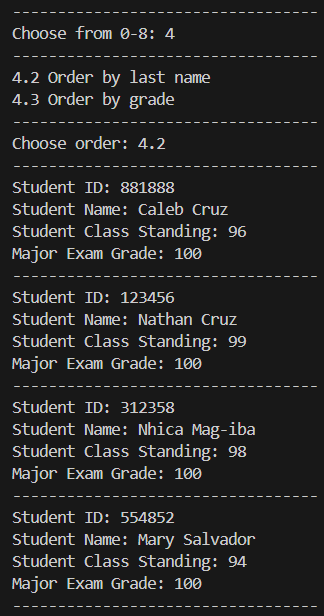 ----------------------------------
Choose from 0-8: 4
----------------------------------
4.2 Order by last name
4.3 Order by grade
----------------------------------
Choose order: 4.2
----------------------------------
Student ID: 881888
Student Name: Caleb Cruz
Student Class Standing: 96
Major Exam Grade: 100
----------------------------------
Student ID: 123456
Student Name: Nathan Cruz
Student Class Standing: 99
Major Exam Grade: 100
----------------------------------
Student ID: 312358
Student Name: Nhica Mag-iba
Student Class Standing: 98
Major Exam Grade: 100
----------------------------------
Student ID: 554852
Student Name: Mary Salvador
Student Class Standing: 94
Major Exam Grade: 100
----------------------------------